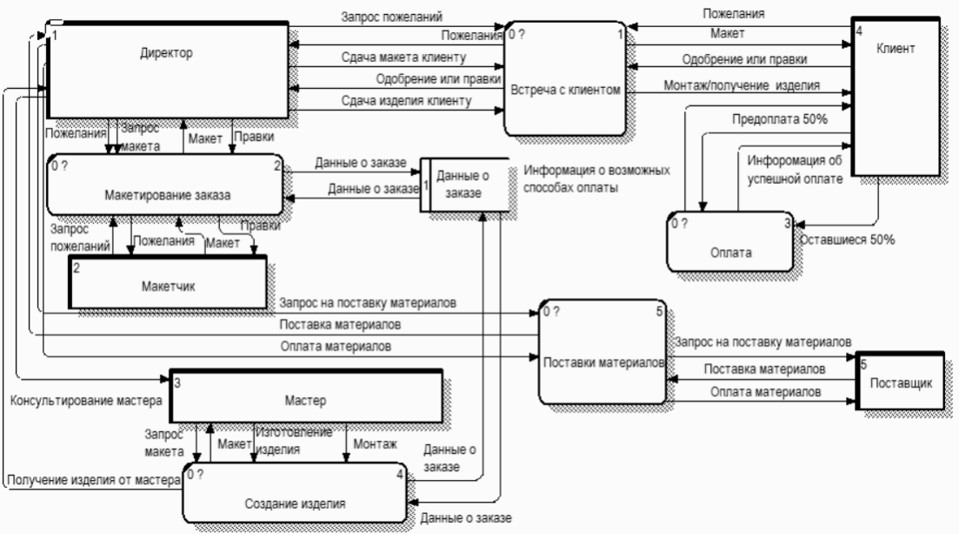 Запрос пожеланий
Пожелания
1
0 ?
1
4
Директор
Пожелания
Макет
Клиент
Сдача макета клиенту
Одобрение или правки
Одобрение или правки
Встреча с клиентом
Монтаж/получение изделия
Сдача изделия клиенту
Предоплата 50%
Пожелания
Запрос
макета
Макет
Правки
0 ?
2
Данные о заказе
Данные о
заказе
1
Информация о возможных
способах оплаты
Инфоромация об
успешной оплате
Макетирование заказа
Данные о заказе
Запрос
пожеланий
Пожелания
Макет
Правки
0 ?
3
Оплата
Оставшиеся 50%
2
Макетчик
Запрос на поставку материалов
0 ?
5
Поставка материалов
Оплата материалов
Поставки материалов
Запрос на поставку материалов
Поставка материалов
5
Поставщик
Оплата материалов
3
Мастер
Консультирование мастера
Запрос
макета
Макет
Изготовление
изделия
Монтаж
Данные о
заказе
0 ?
4
Получение изделия от мастера
Создание изделия
Данные о заказе